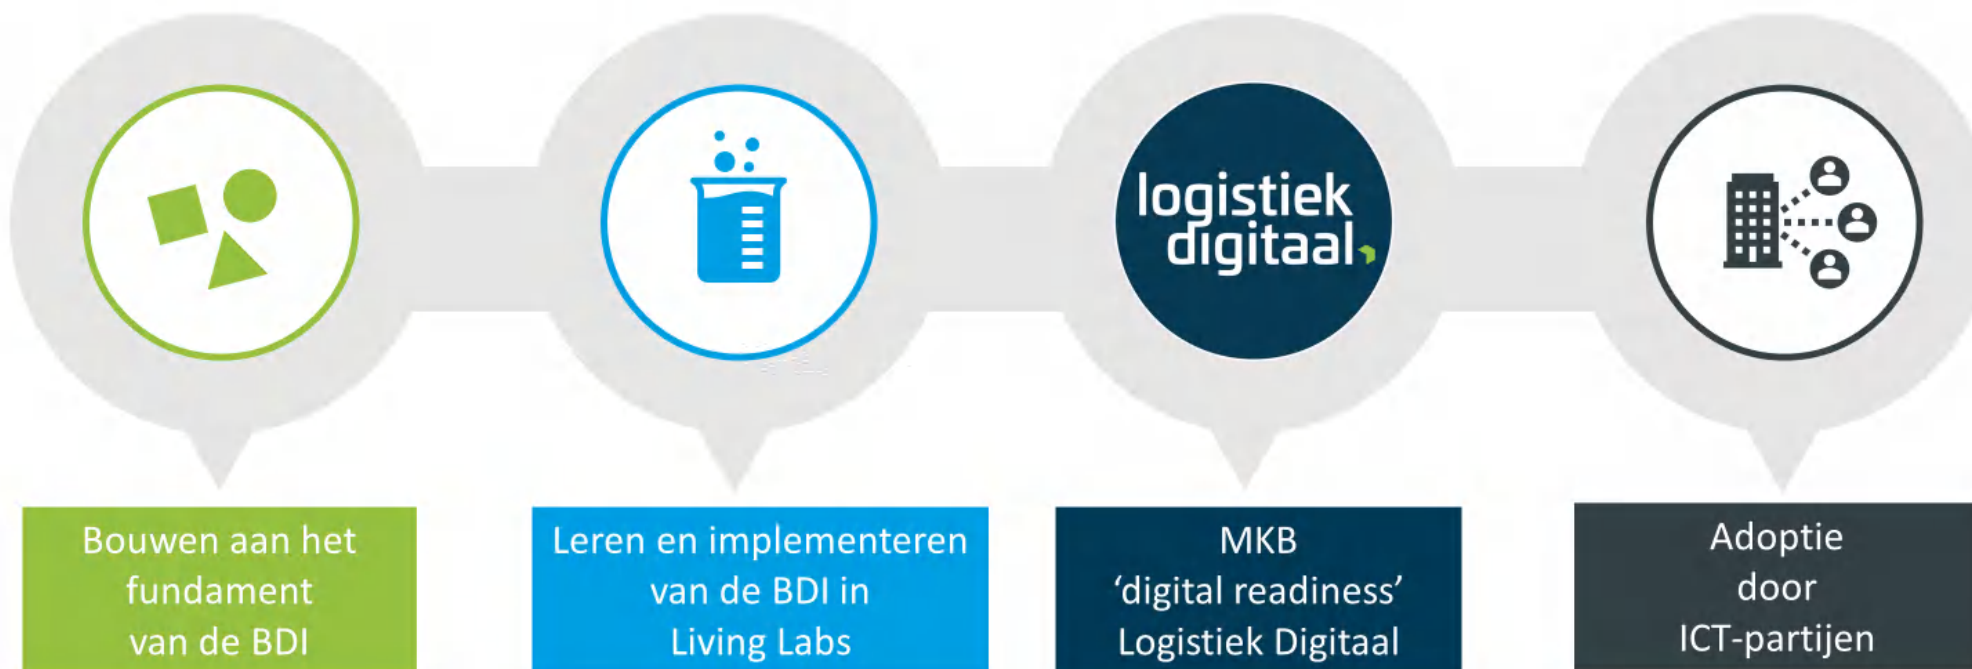 logistiek
digitaal
Bouwen aan het
fundament
van de BDI
Leren en implementeren
van de BDI in
Living Labs
MKB
‘digital readiness’
Logistiek Digitaal
Adoptie
door
ICT-partijen